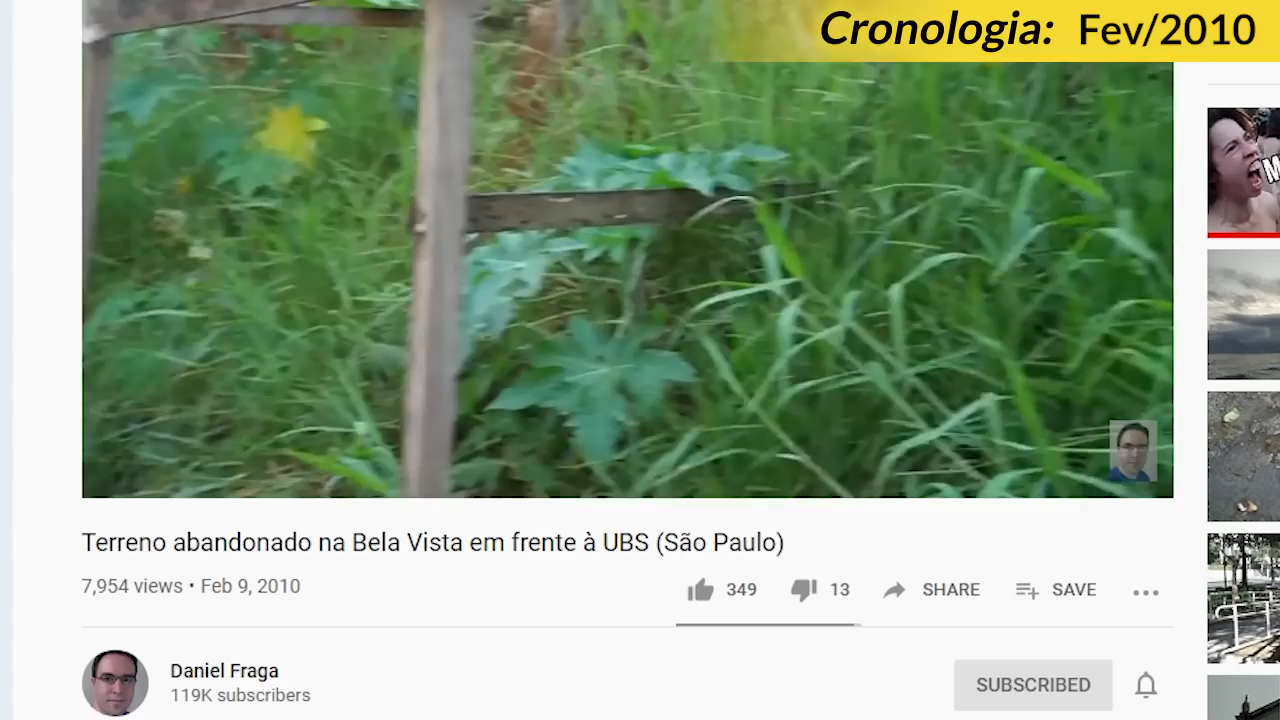 Cronologia: Fev/2010
Terreno abandonado na Bela Vista em frente à UBS (São Paulo)
7,954 views • Feb 9, 2010
349 13 SHARE SAVE
Daniel Fraga
119K subscribers
SUBSCRIBED